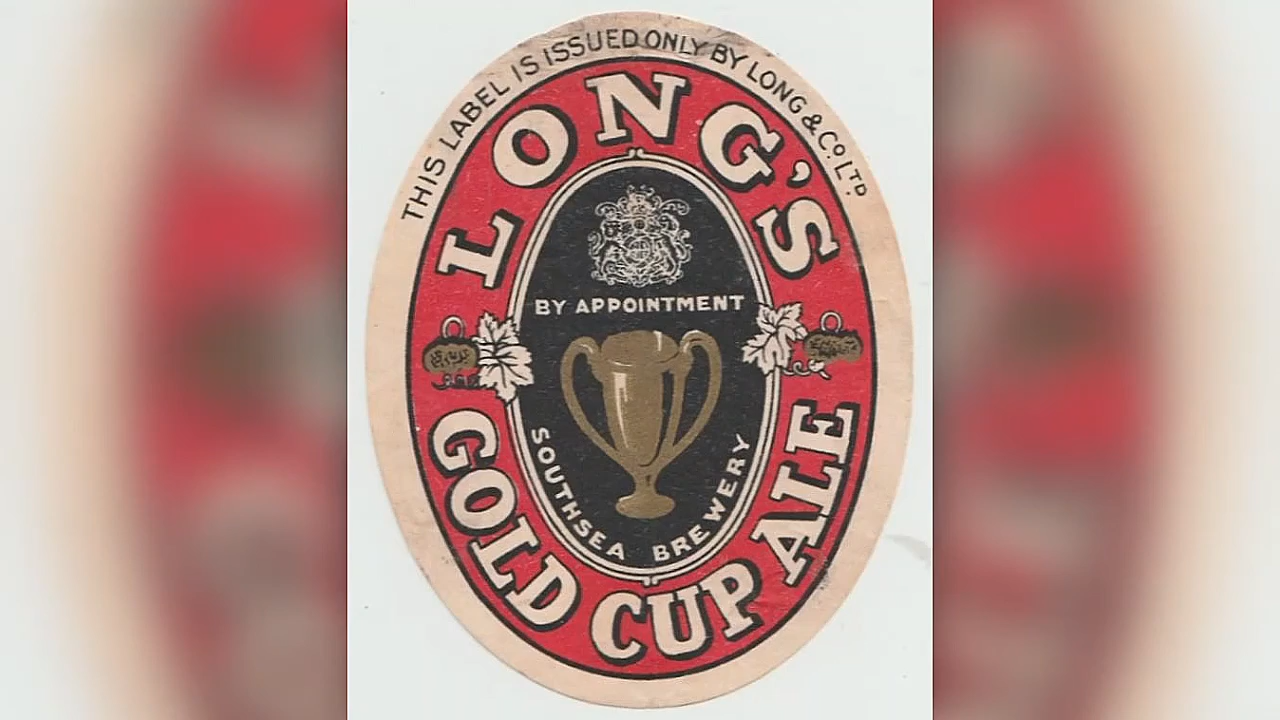 THIS LABEL IS ISSUED ONLY BY LONG & Co LTD.
LONG'S
BY APPOINTMENT
SOUTHSEA BREWERY
GOLD CUP ALE